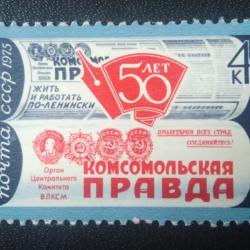 почта СССР 1975
КОМСОМОЛЬСКАЯ
ПР
ЖИТЬ
И РАБОТАТЬ
ПО-ЛЕНИНСКИ
50
ЛЕТ
4
К
ПРОЛЕТАРИИ ВСЕХ СТРАН,
СОЕДИНЯЙТЕСЬ!
Орган
Центрального
Комитета
ВЛКСМ
КОМСОМОЛЬСКАЯ
ПРАВДА